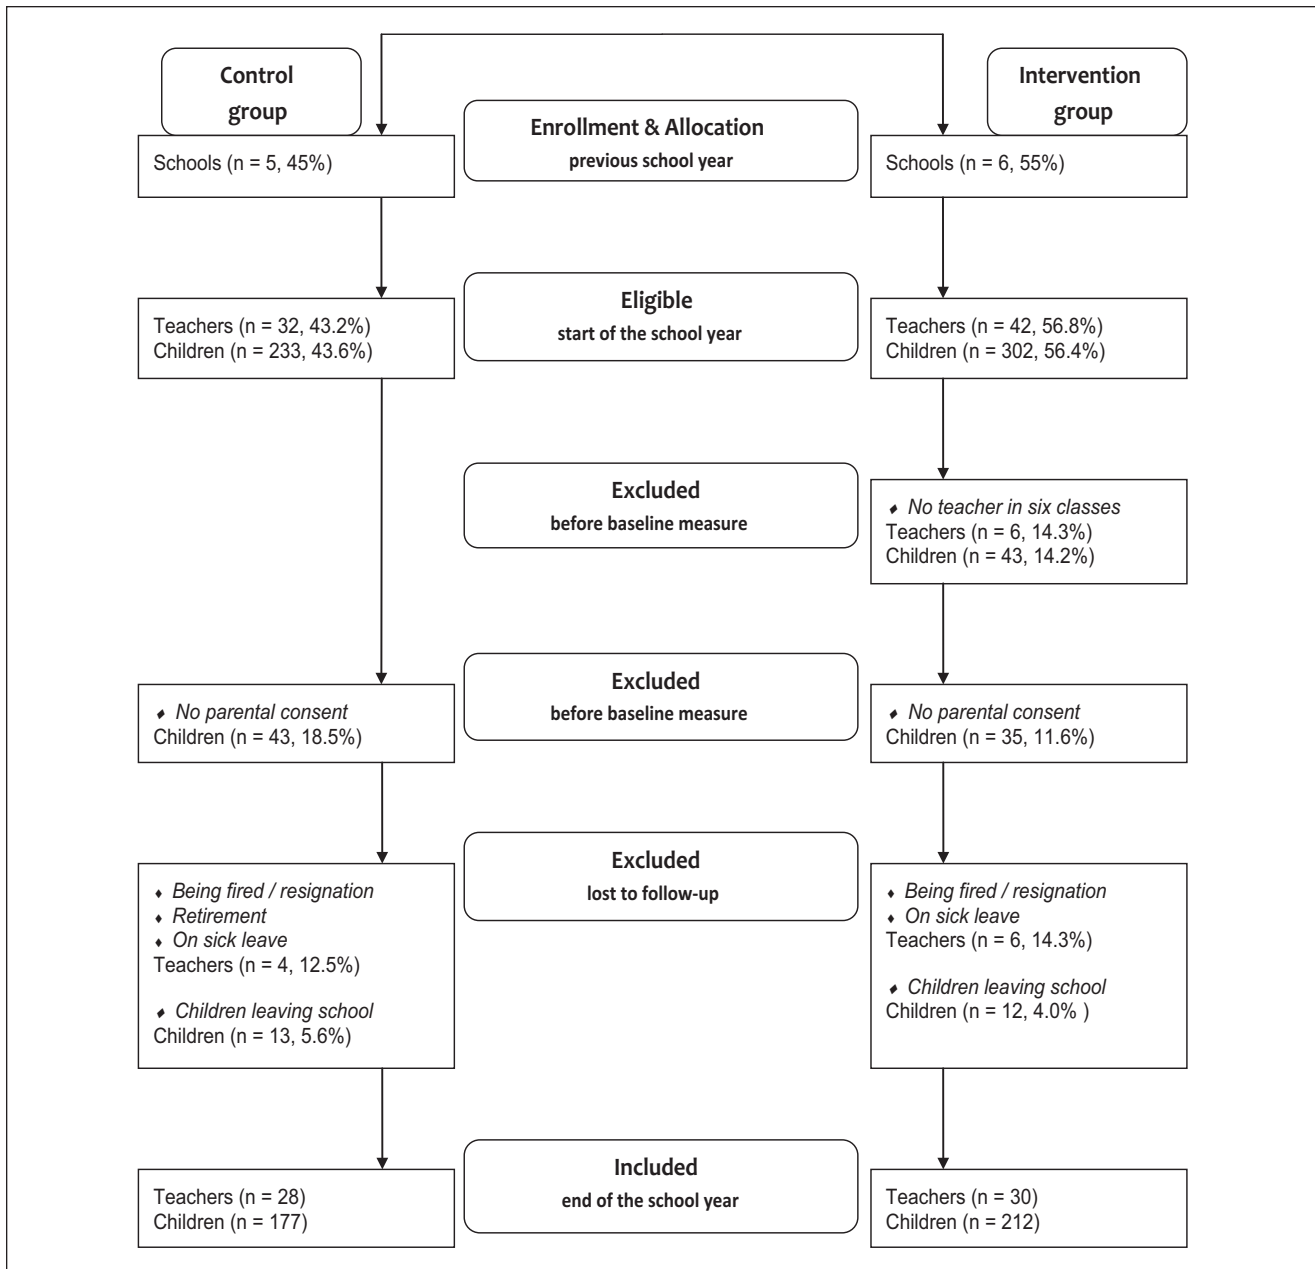 Control
group
Intervention
group
Enrollment & Allocation
previous school year
Schools (n = 5, 45%)
Schools (n = 6, 55%)
Eligible
start of the school year
Teachers (n = 32, 43.2%)
Children (n = 233, 43.6%)
Teachers (n = 42, 56.8%)
Children (n = 302, 56.4%)
Excluded
before baseline measure
♦ No teacher in six classes
Teachers (n = 6, 14.3%)
Children (n = 43, 14.2%)
Excluded
before baseline measure
♦ No parental consent
Children (n = 43, 18.5%)
♦ No parental consent
Children (n = 35, 11.6%)
Excluded
lost to follow-up
♦ Being fired / resignation
♦ Retirement
♦ On sick leave
Teachers (n = 4, 12.5%)
♦ Children leaving school
Children (n = 13, 5.6%)
♦ Being fired / resignation
♦ On sick leave
Teachers (n = 6, 14.3%)
♦ Children leaving school
Children (n = 12, 4.0% )
Included
end of the school year
Teachers (n = 28)
Children (n = 177)
Teachers (n = 30)
Children (n = 212)